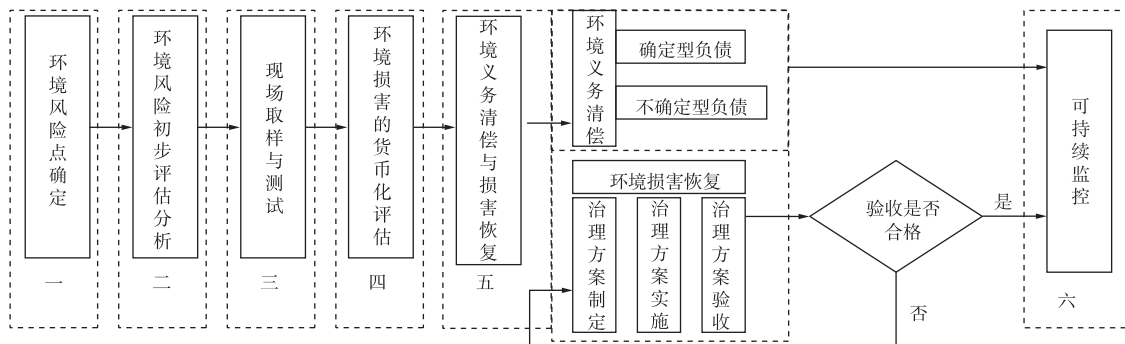 环境风险点确定
一
环境风险初步评估分析
二
现场取样与测试
三
环境损害的货币化评估
四
环境义务清偿与损害恢复
五
环境义务清偿
确定型负债
不确定型负债
环境损害恢复
治理方案制定
治理方案实施
治理方案验收
验收是否
合格
是
否
可持续监控
六